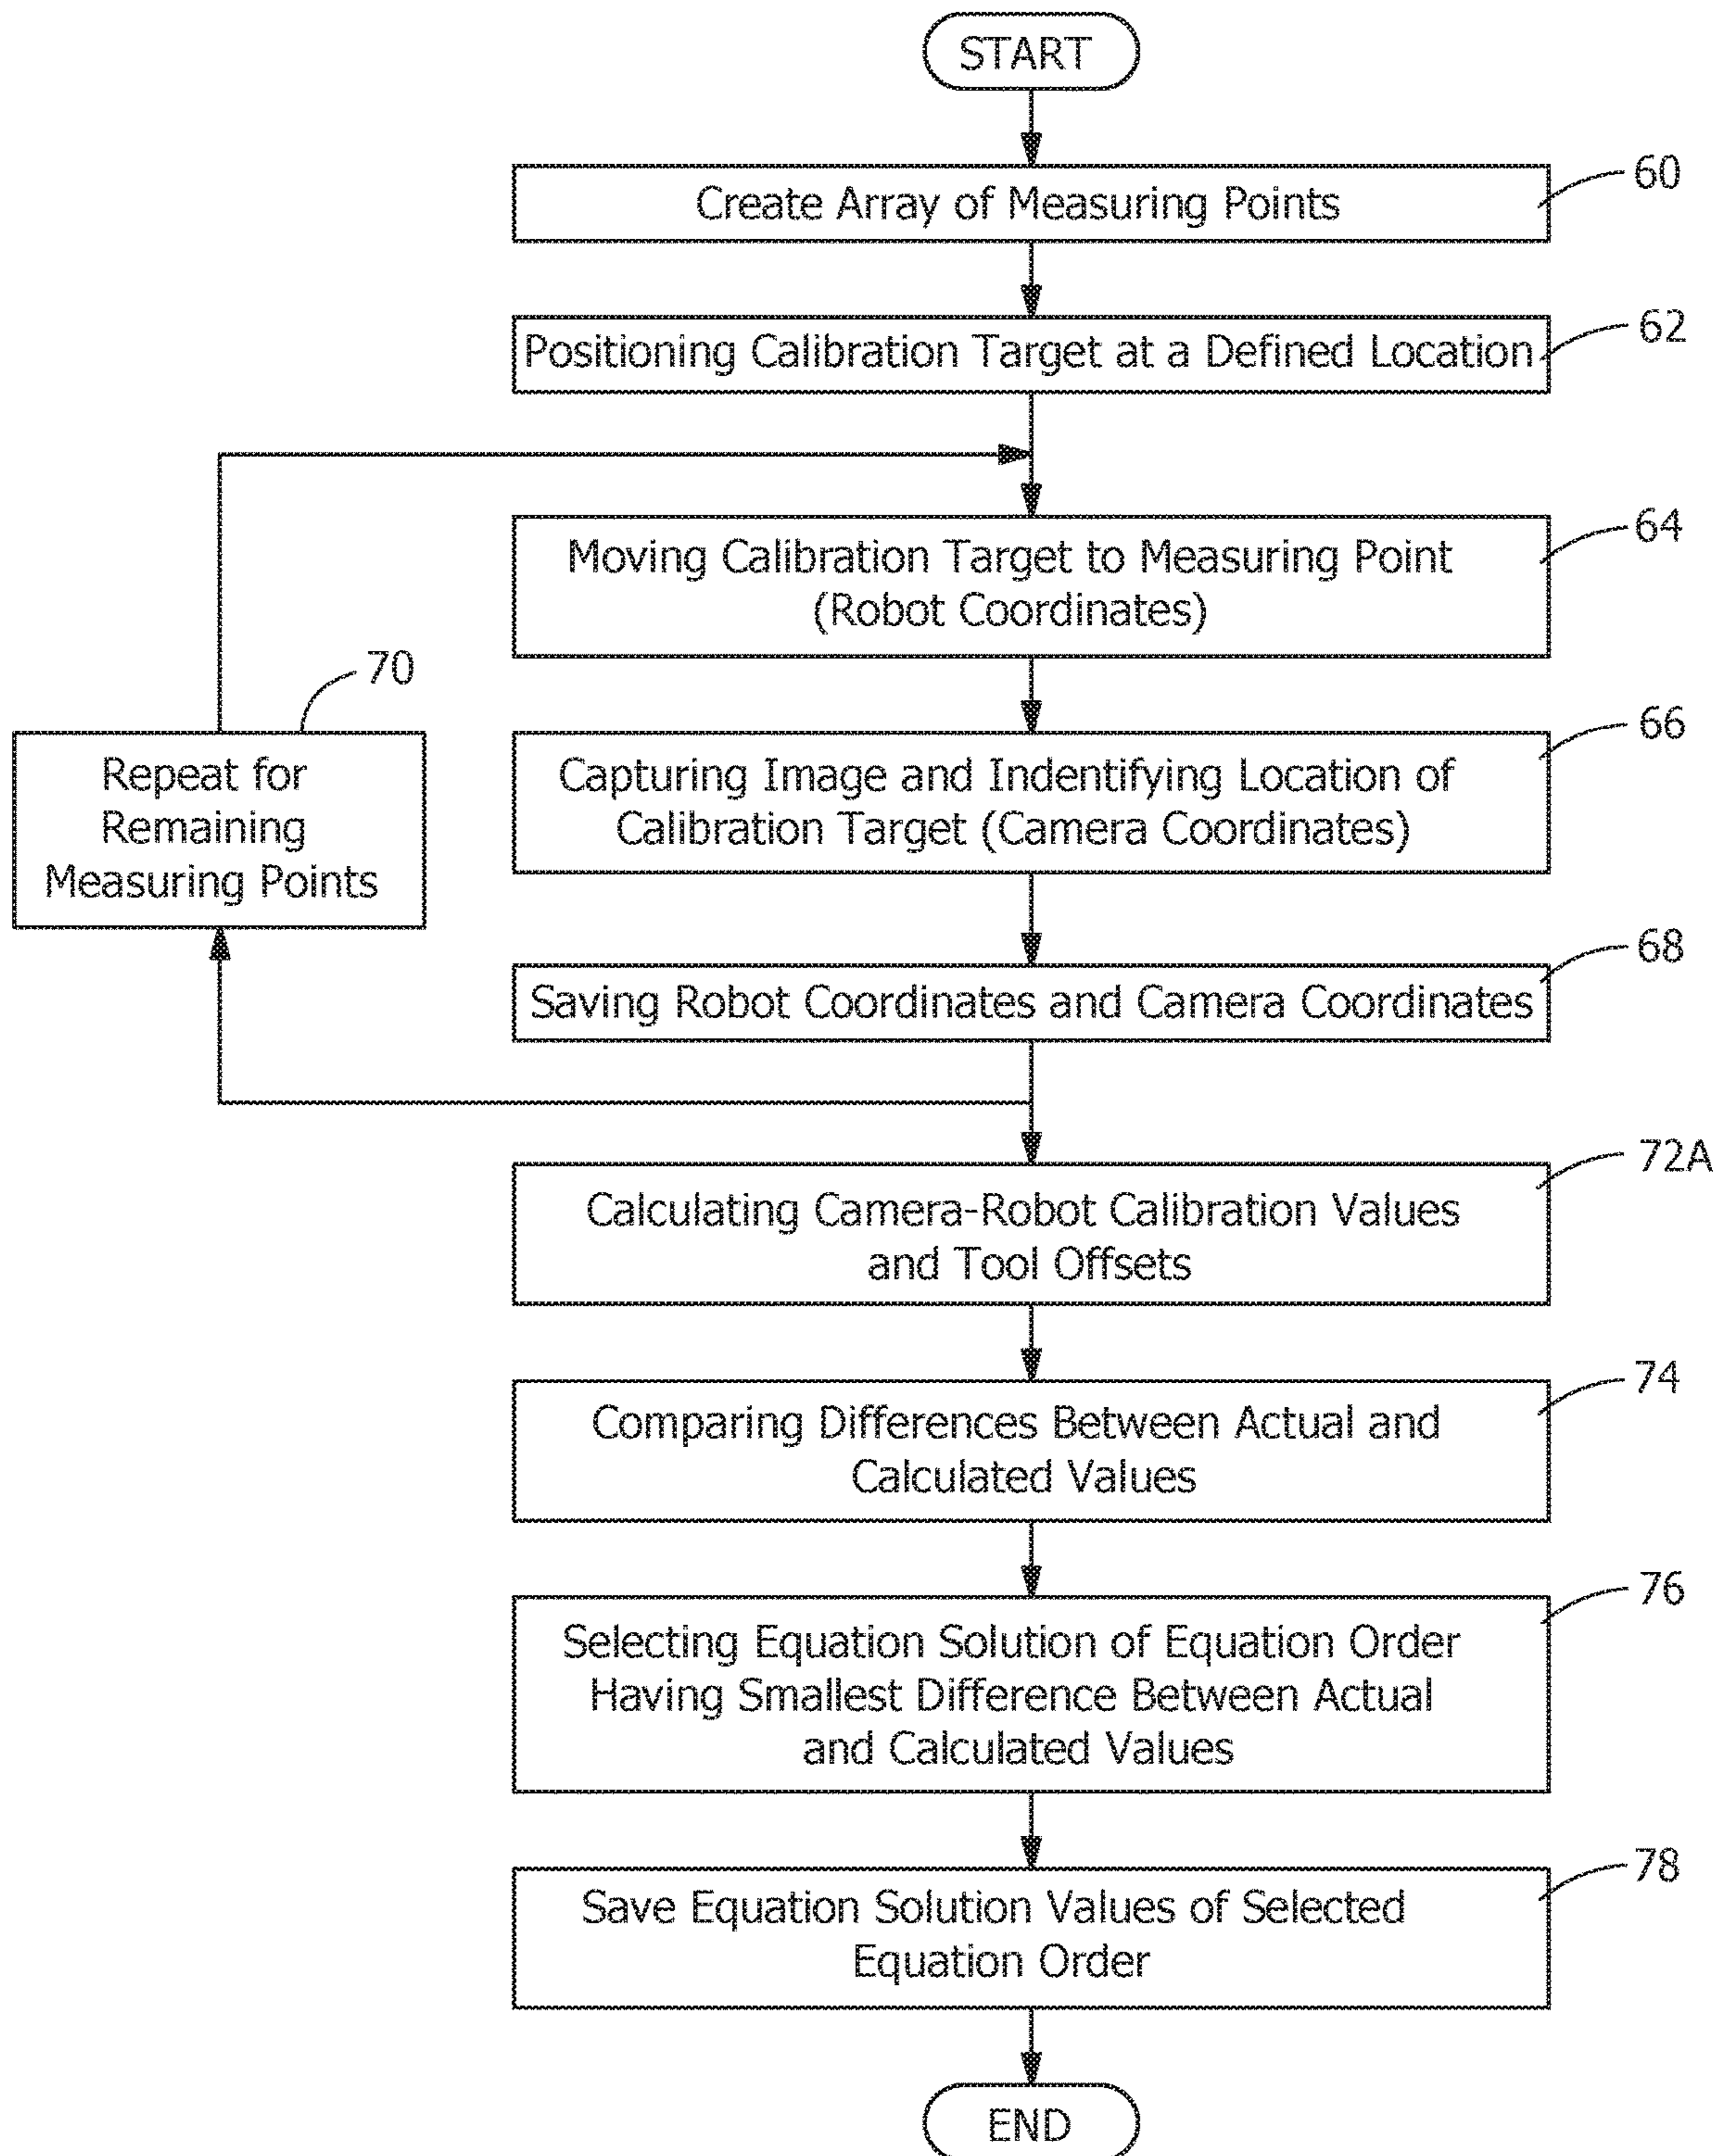 START
Create Array of Measuring Points
60
Positioning Calibration Target at a Defined Location
62
Moving Calibration Target to Measuring Point
(Robot Coordinates)
64
70
Repeat for
Remaining
Measuring Points
Capturing Image and Indentifying Location of
Calibration Target (Camera Coordinates)
66
Saving Robot Coordinates and Camera Coordinates
68
Calculating Camera-Robot Calibration Values
and Tool Offsets
72A
Comparing Differences Between Actual and
Calculated Values
74
Selecting Equation Solution of Equation Order
Having Smallest Difference Between Actual
and Calculated Values
76
Save Equation Solution Values of Selected
Equation Order
78
END